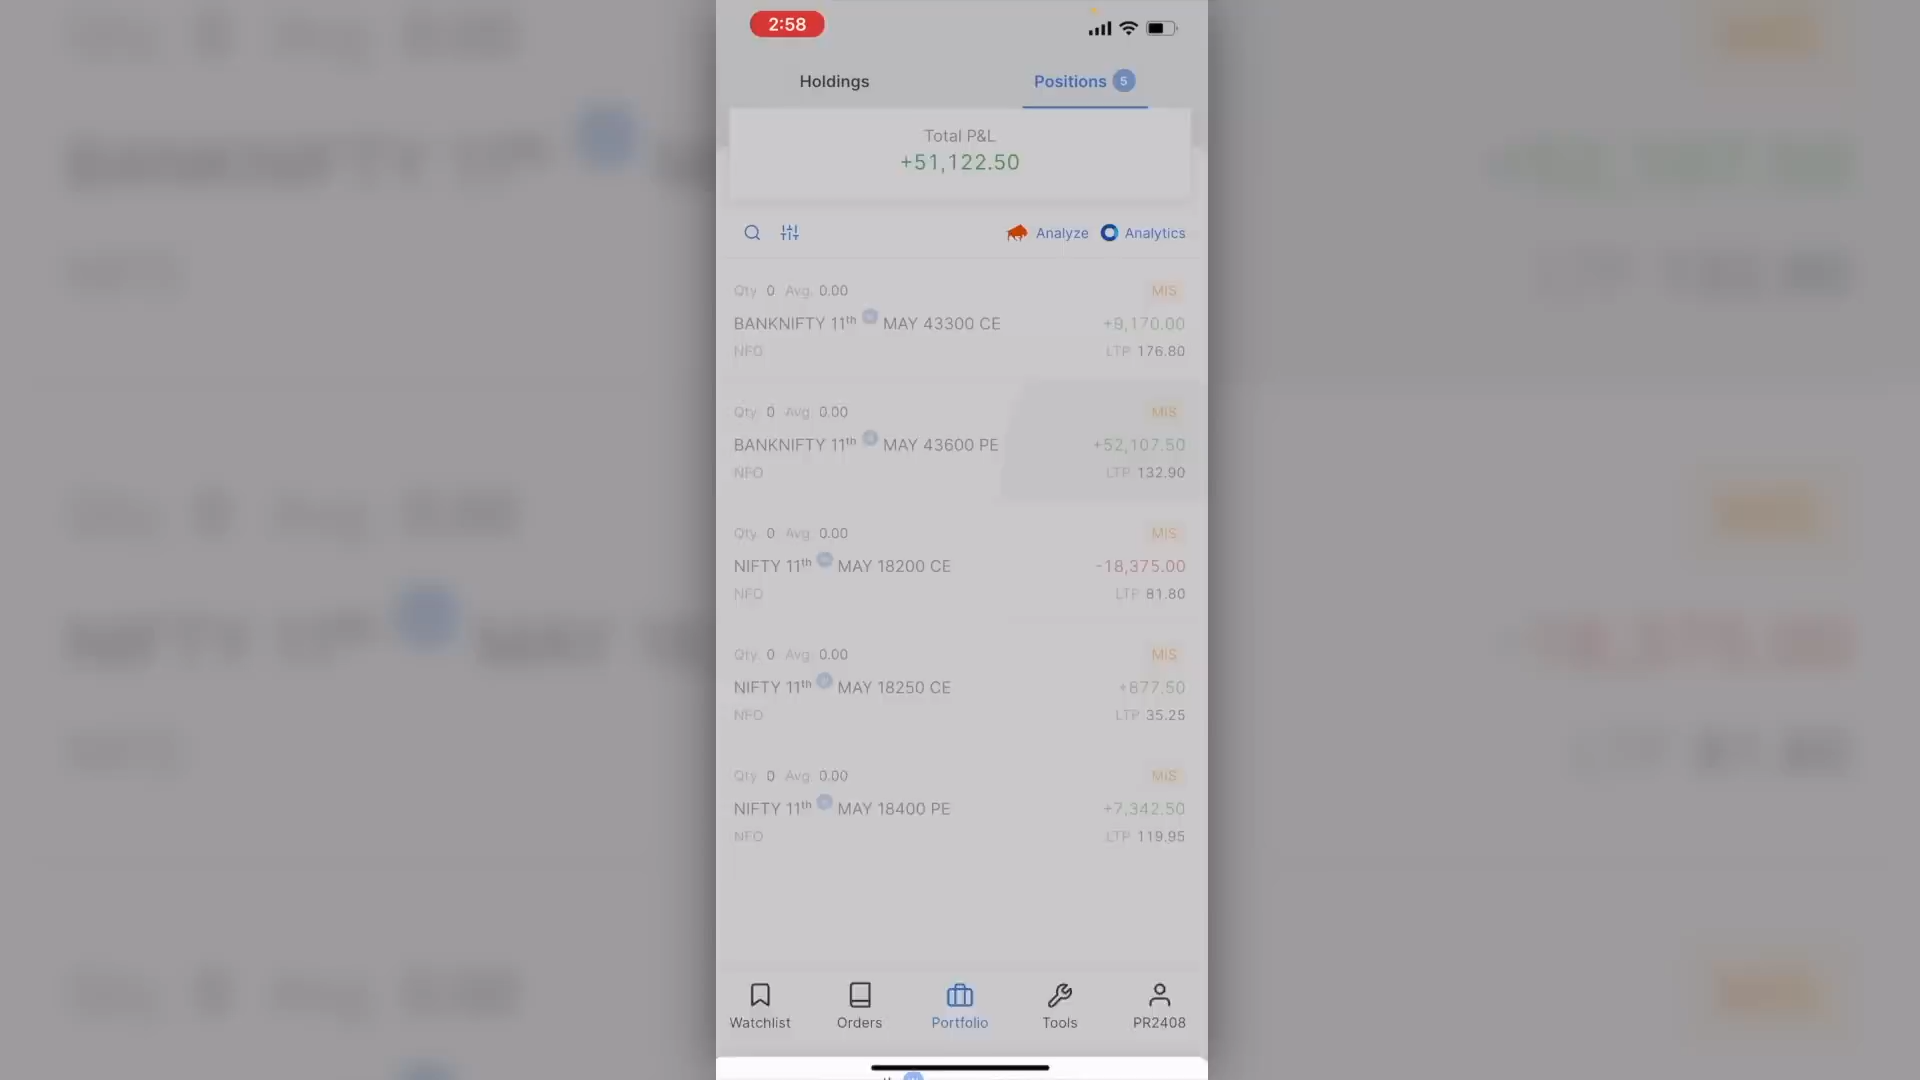 2:58
Holdings Positions 5
Total P&L
+51,122.50
Analyze Analytics
Qty. 0 Avg. 0.00 MIS
BANKNIFTY 11th MAY 43300 CE +9,170.00
NFO LTP 176.80
Qty. 0 Avg. 0.00 MIS
BANKNIFTY 11th MAY 43600 PE +52,107.50
NFO LTP 132.90
Qty. 0 Avg. 0.00 MIS
NIFTY 11th MAY 18200 CE -18,375.00
NFO LTP 81.80
Qty. 0 Avg. 0.00 MIS
NIFTY 11th MAY 18250 CE +877.50
NFO LTP 35.25
Qty. 0 Avg. 0.00 MIS
NIFTY 11th MAY 18400 PE +7,342.50
NFO LTP 119.95
Watchlist Orders Portfolio Tools PR2408